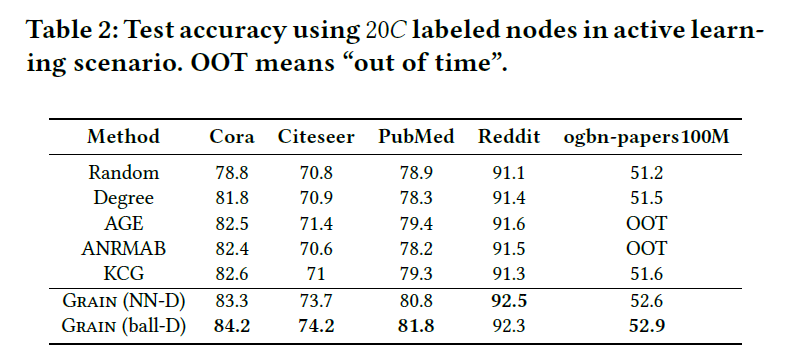 Table 2: Test accuracy using 20C labeled nodes in active learn-
ing scenario. OOT means “out of time”.
Method Cora Citeseer PubMed Reddit ogbn-papers100M
Random 78.8 70.8 78.9 91.1 51.2
Degree 81.8 70.9 78.3 91.4 51.5
AGE 82.5 71.4 79.4 91.6 OOT
ANRMAB 82.4 70.6 78.2 91.5 OOT
KCG 82.6 71 79.3 91.3 51.6
GRAIN (NN-D) 83.3 73.7 80.8 92.5 52.6
GRAIN (ball-D) 84.2 74.2 81.8 92.3 52.9